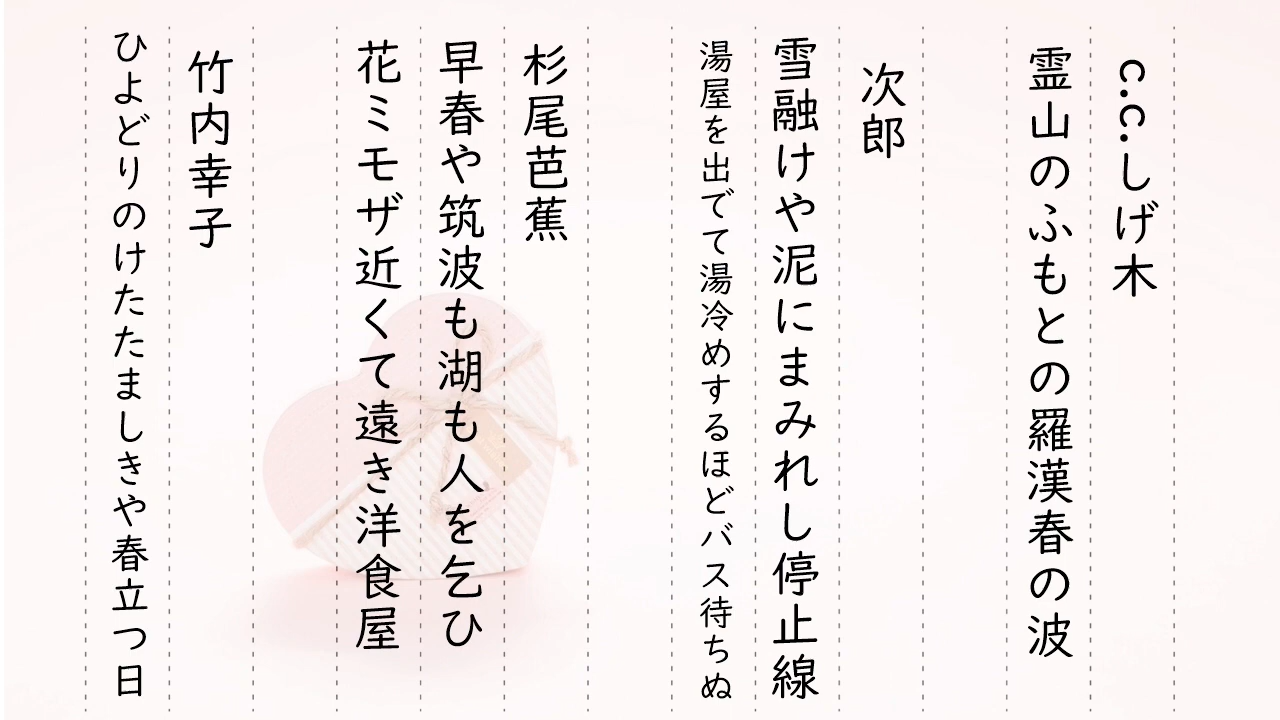 c.c.しげ木
霊山のふもとの羅漢春の波
次郎
雪融けや泥にまみれし停止線
湯屋を出でて湯冷めするほどバス待ちぬ
杉尾芭蕉
早春や筑波も湖も人を乞ひ
花ミモザ近くて遠き洋食屋
竹内幸子
ひよどりのけたたましきや春立つ日